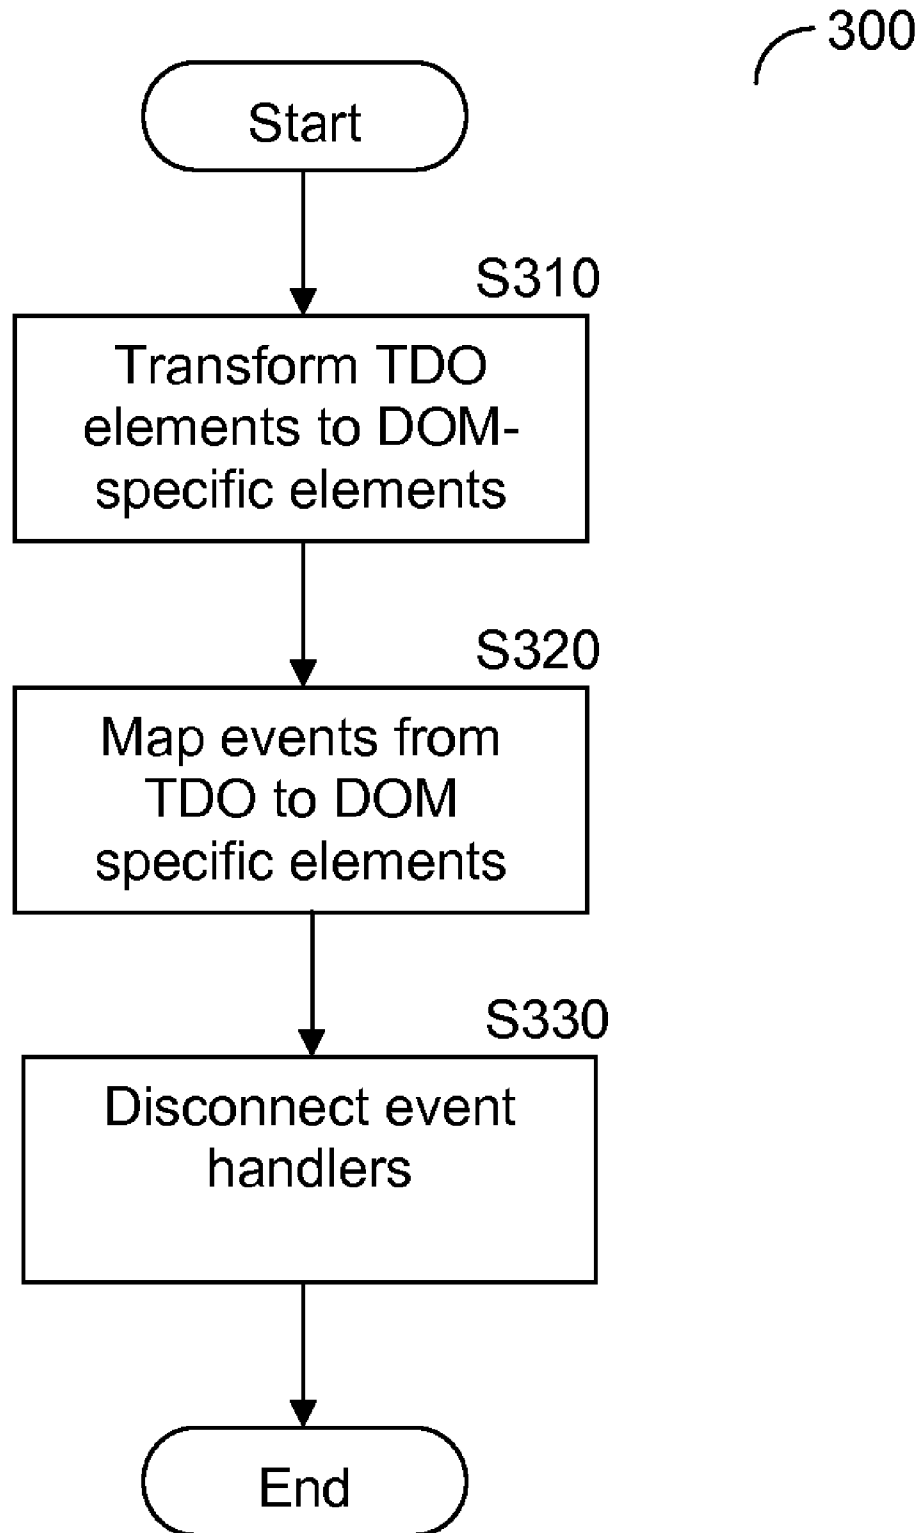 300
Start
S310
Transform TDO
elements to DOM-
specific elements
S320
Map events from
TDO to DOM
specific elements
S330
Disconnect event
handlers
End